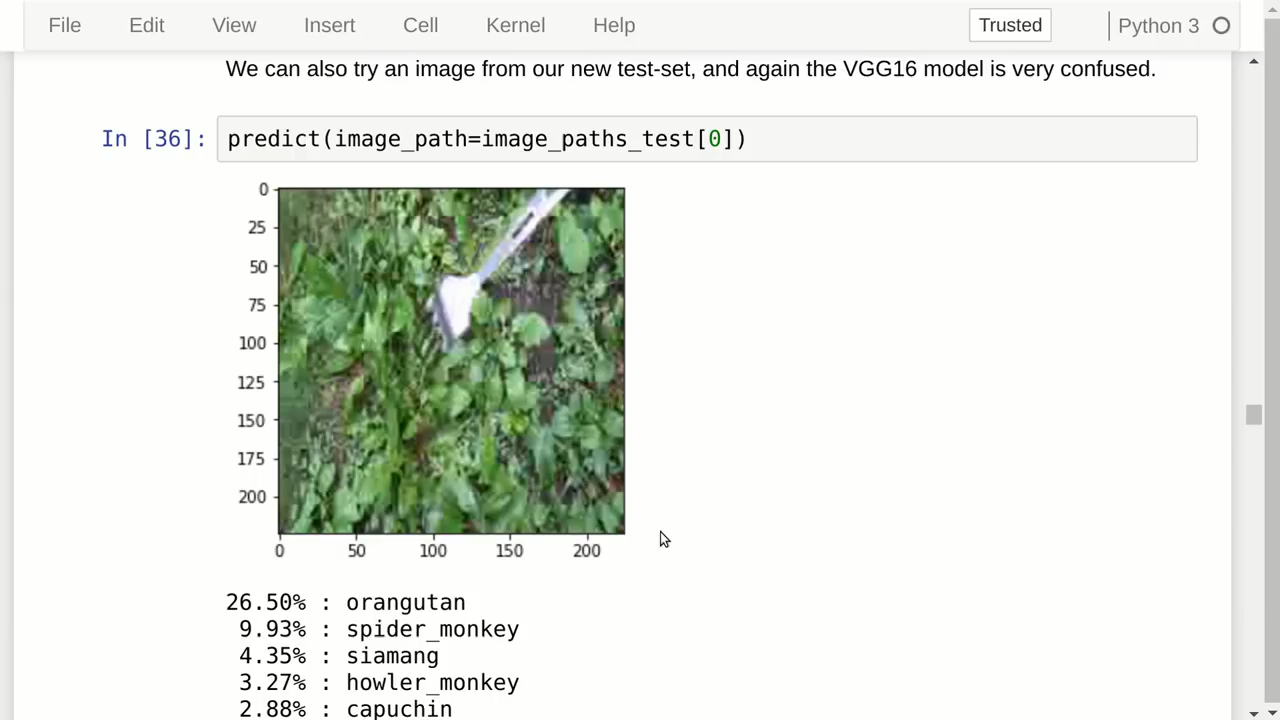 File Edit View Insert Cell Kernel Help Trusted Python 3
We can also try an image from our new test-set, and again the VGG16 model is very confused.
In [36]: predict(image_path=image_paths_test[0])
0
25
50
75
100
125
150
175
200
0 50 100 150 200
26.50% : orangutan
9.93% : spider_monkey
4.35% : siamang
3.27% : howler_monkey
2.88% : capuchin